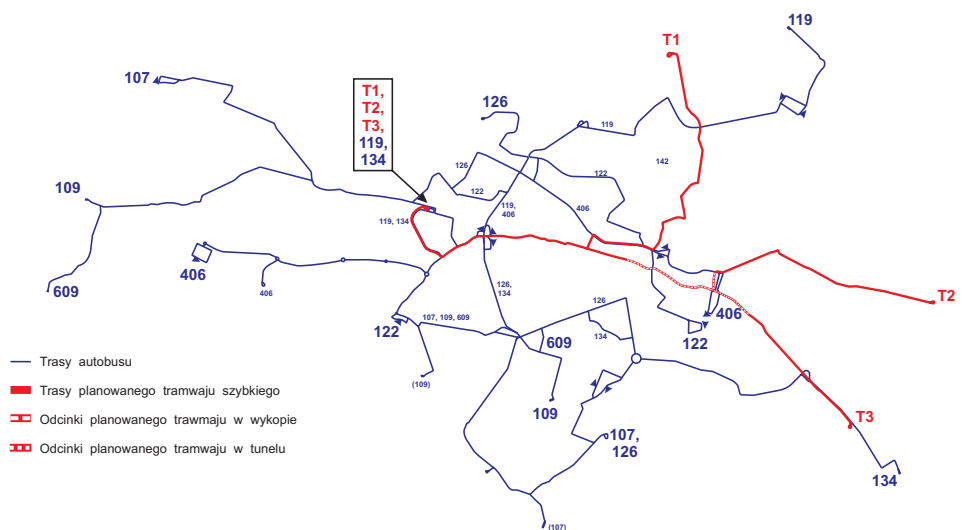 119
T1
107
126
T1,
T2,
T3,
119,
134
119
126
142
122
122
109
119,
406
406
119, 134
406
609
406
126,
134
T2
126
406
107, 109, 609
122
609
134
122
Trasy autobusu
(109)
Trasy planowanego tramwaju szybkiego
109
Odcinki planowanego trawmaju w wykopie
T3
107,
126
Odcinki planowanego tramwaju w tunelu
134
(107)